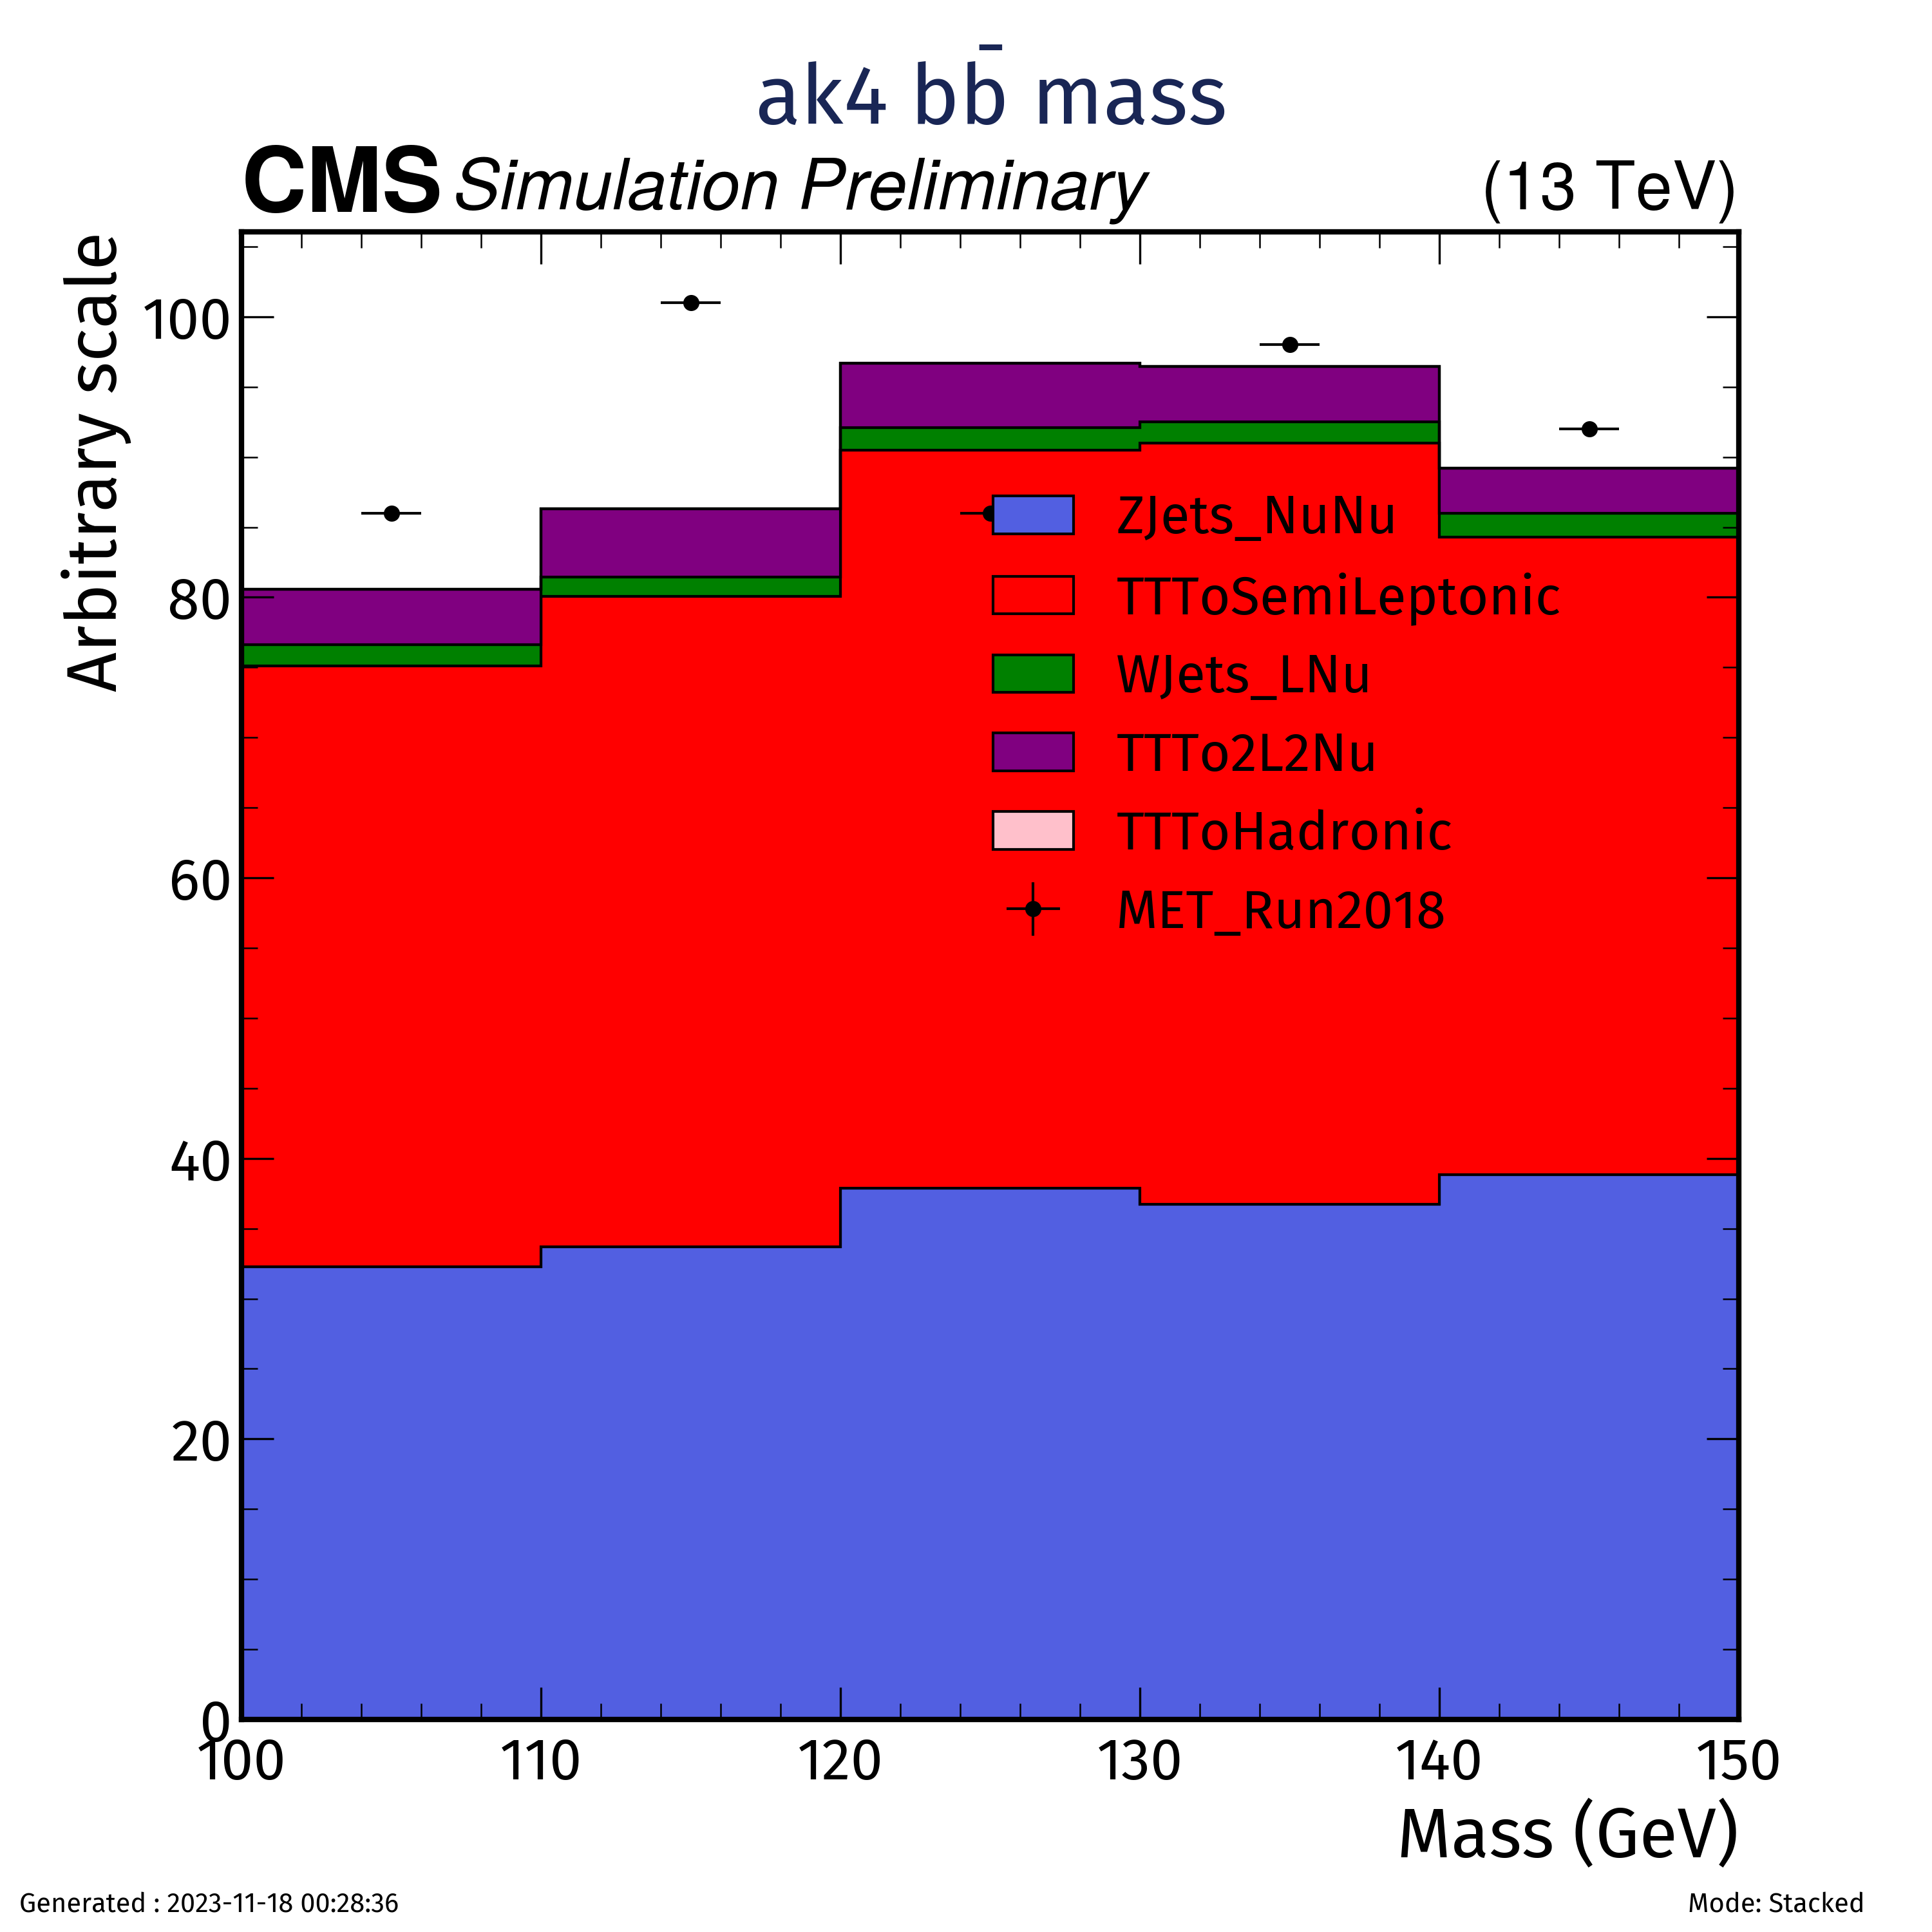 ak4 bb̄ mass
CMS Simulation Preliminary (13 TeV)
Arbitrary scale
100
80
60
40
20
0
ZJets_NuNu
TTToSemiLeptonic
WJets_LNu
TTTo2L2Nu
TTToHadronic
MET_Run2018
100 110 120 130 140 150
Mass (GeV)
Generated : 2023-11-18 00:28:36
Mode: Stacked